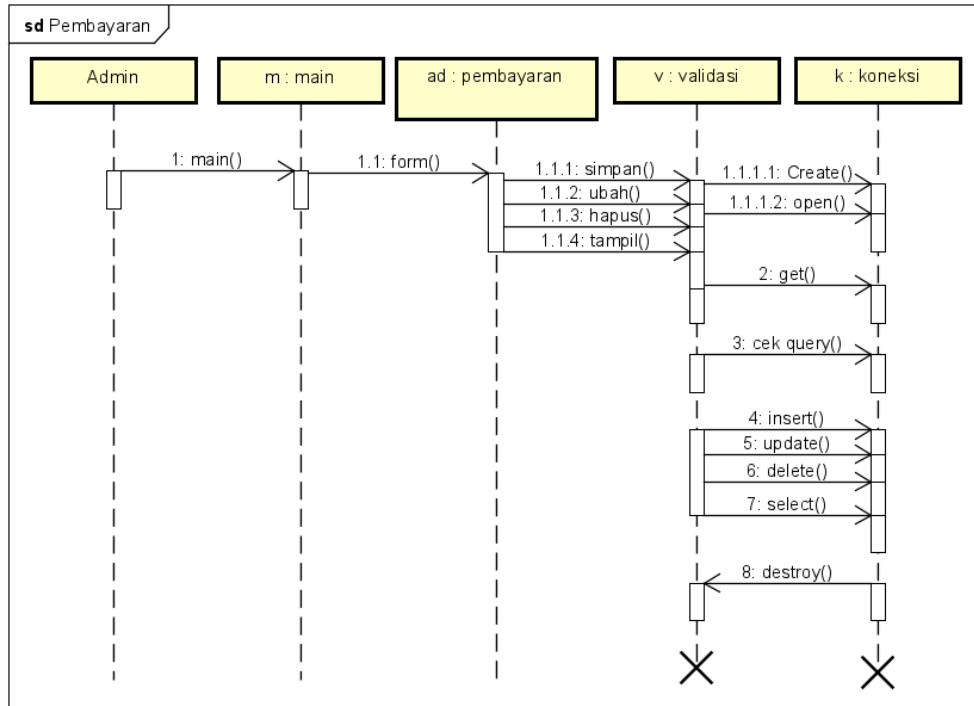 sd Pembayaran
Admin
m : main
ad : pembayaran
v : validasi
k : koneksi
1: main()
1.1: form()
1.1.1: simpan()
1.1.1.1: Create()
1.1.2: ubah()
1.1.1.2: open()
1.1.3: hapus()
1.1.4: tampil()
2: get()
3: cek query()
4: insert()
5: update()
6: delete()
7: select()
8: destroy()